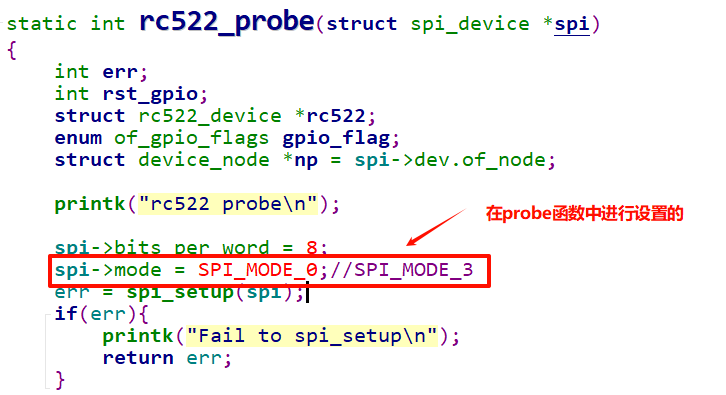 static int rc522_probe(struct spi_device *spi)
{
    int err;
    int rst_gpio;
    struct rc522_device *rc522;
    enum of_gpio_flags gpio_flag;
    struct device_node *np = spi->dev.of_node;
    printk("rc522 probe\n");
在probe函数中进行设置的
    spi->bits_per_word = 8;
    spi->mode = SPI_MODE_0;//SPI_MODE_3
    err = spi_setup(spi);
    if(err){
        printk("Fail to spi_setup\n");
        return err;
    }